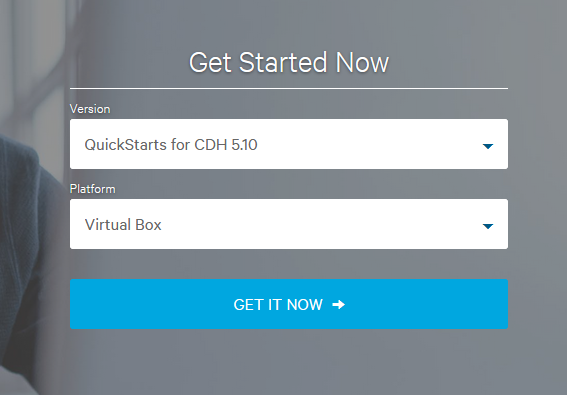 Get Started Now
Version
QuickStarts for CDH 5.10
Platform
Virtual Box
GET IT NOW →